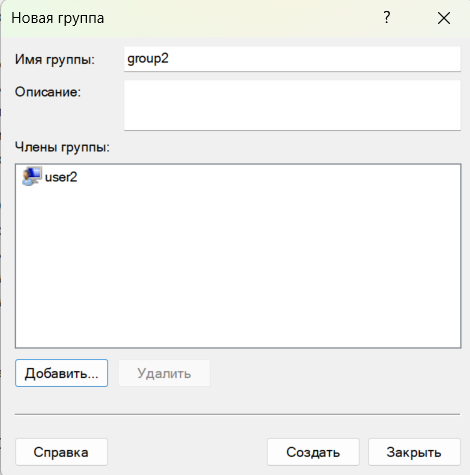 Новая группа
?
Имя группы: group2
Описание:
Члены группы:
user2
Добавить... Удалить
Справка Создать Закрыть